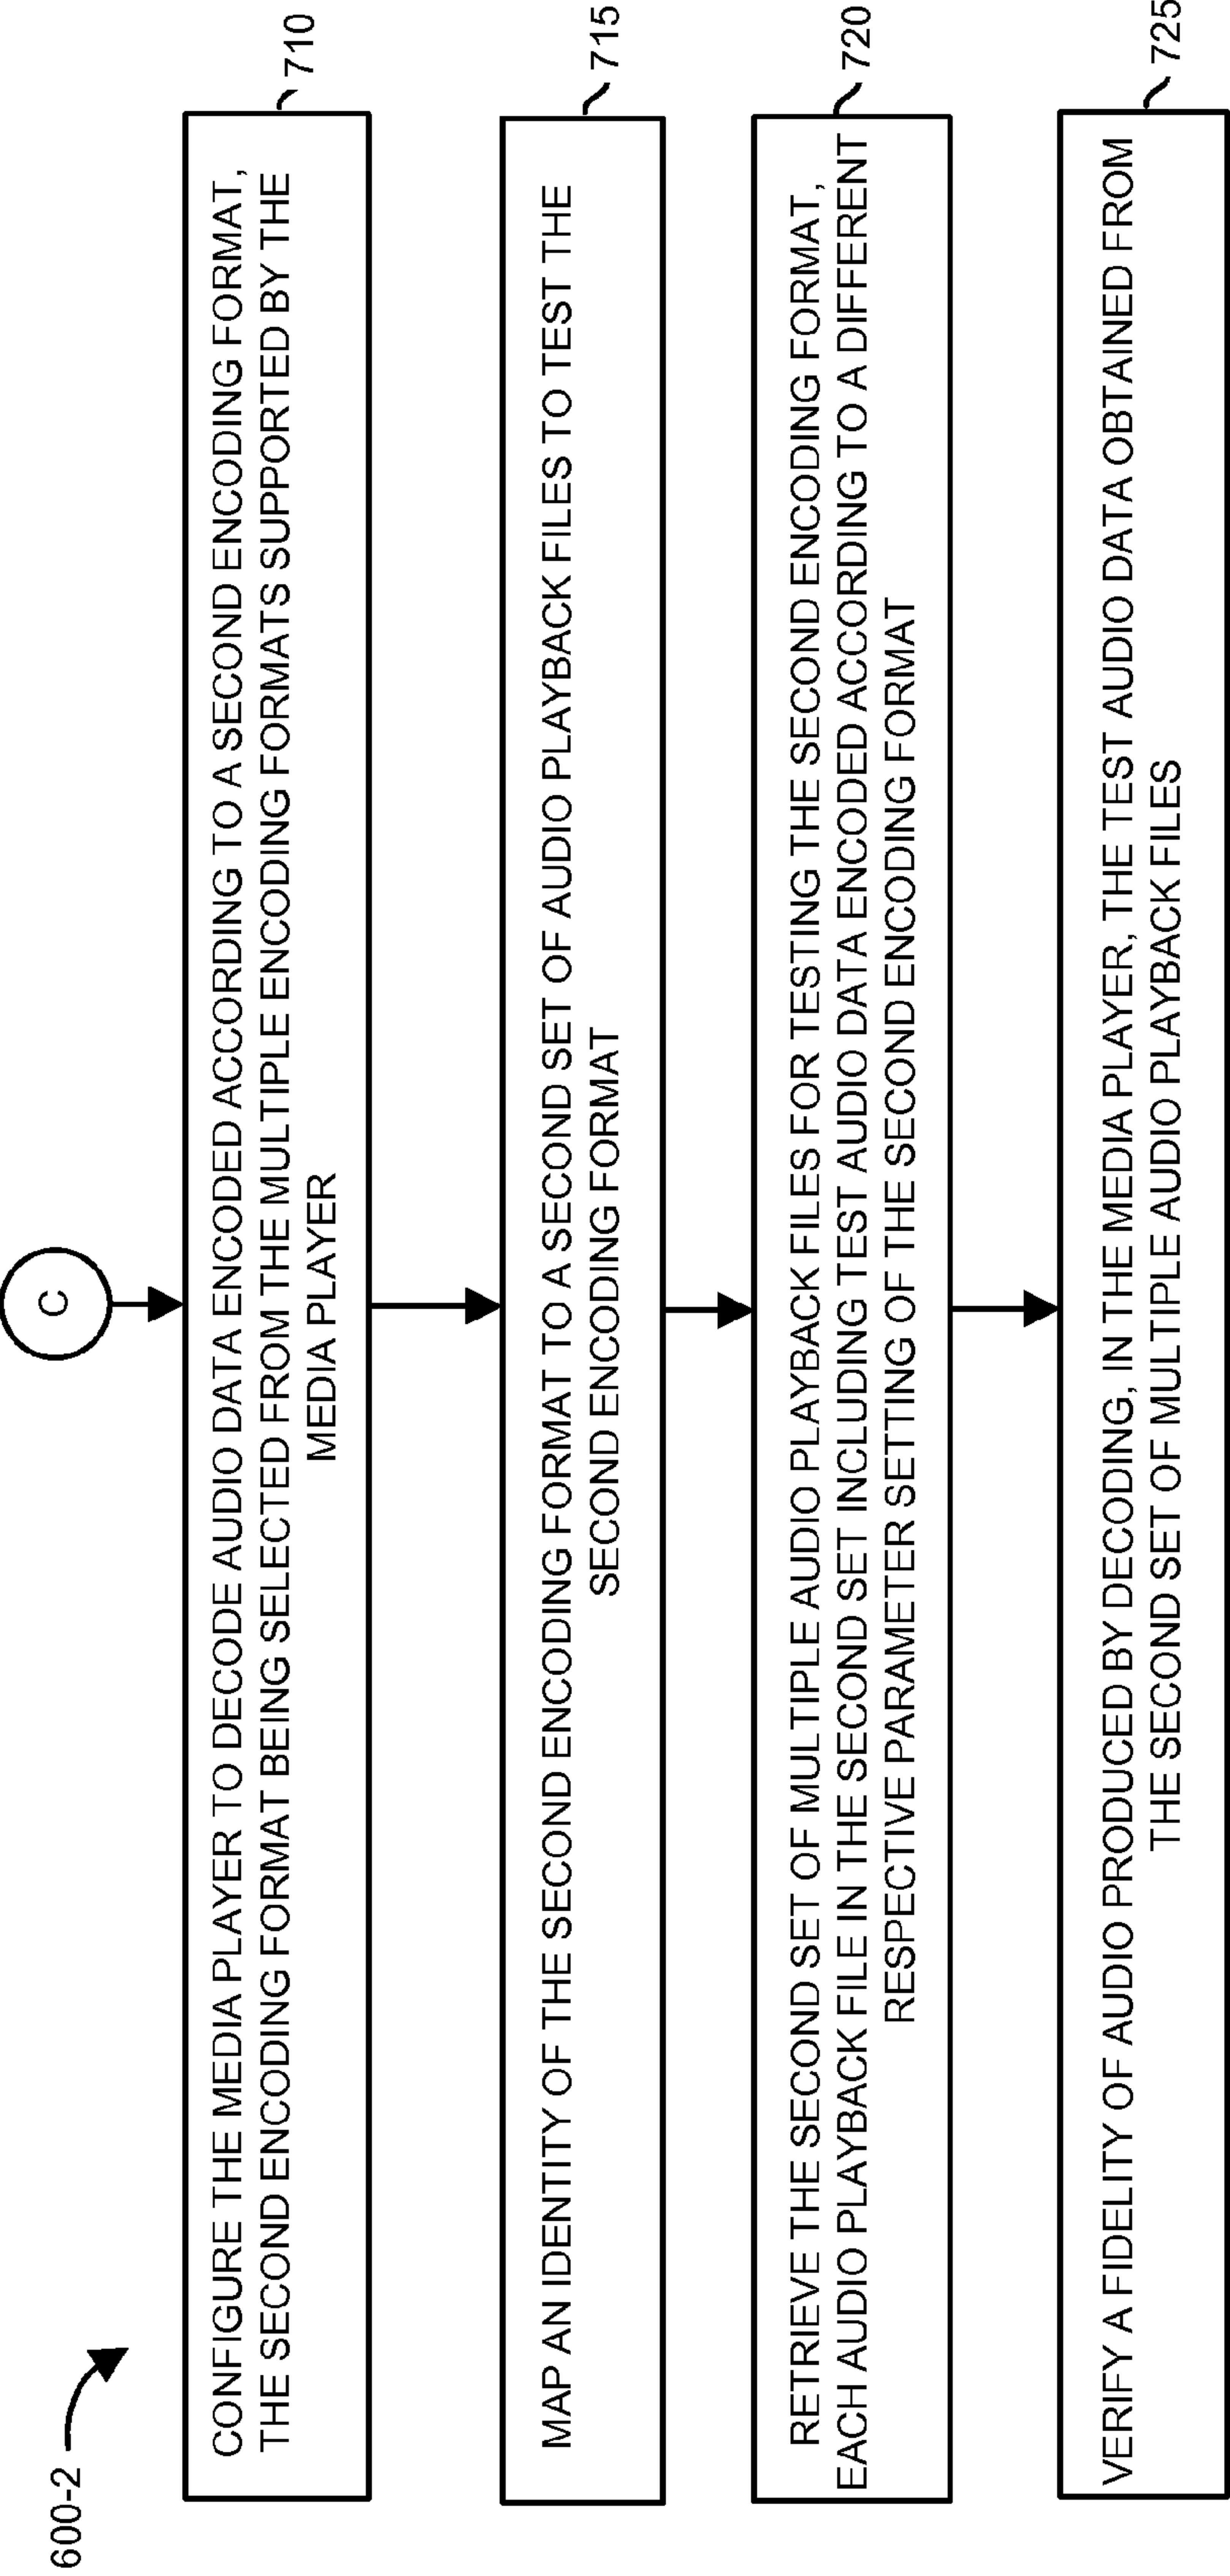 600-2
C
CONFIGURE THE MEDIA PLAYER TO DECODE AUDIO DATA ENCODED ACCORDING TO A SECOND ENCODING FORMAT,
THE SECOND ENCODING FORMAT BEING SELECTED FROM THE MULTIPLE ENCODING FORMATS SUPPORTED BY THE
MEDIA PLAYER
710
MAP AN IDENTITY OF THE SECOND ENCODING FORMAT TO A SECOND SET OF AUDIO PLAYBACK FILES TO TEST THE
SECOND ENCODING FORMAT
715
RETRIEVE THE SECOND SET OF MULTIPLE AUDIO PLAYBACK FILES FOR TESTING THE SECOND ENCODING FORMAT,
EACH AUDIO PLAYBACK FILE IN THE SECOND SET INCLUDING TEST AUDIO DATA ENCODED ACCORDING TO A DIFFERENT
RESPECTIVE PARAMETER SETTING OF THE SECOND ENCODING FORMAT
720
VERIFY A FIDELITY OF AUDIO PRODUCED BY DECODING, IN THE MEDIA PLAYER, THE TEST AUDIO DATA OBTAINED FROM
THE SECOND SET OF MULTIPLE AUDIO PLAYBACK FILES
725